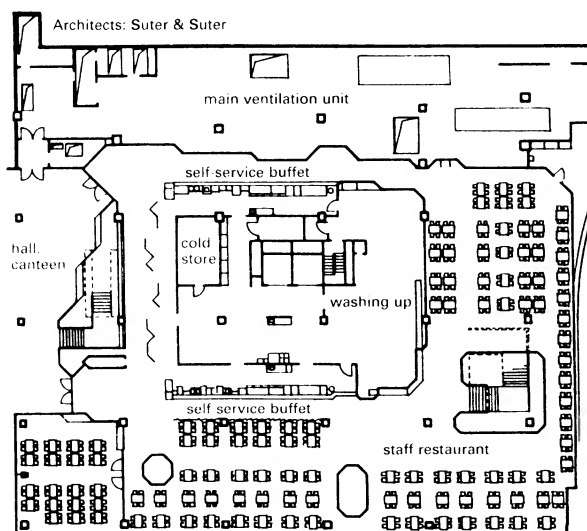 Architects: Suter & Suter
main ventilation unit
self-service buffet
hall,
canteen
cold
store
washing up
self service buffet
staff restaurant